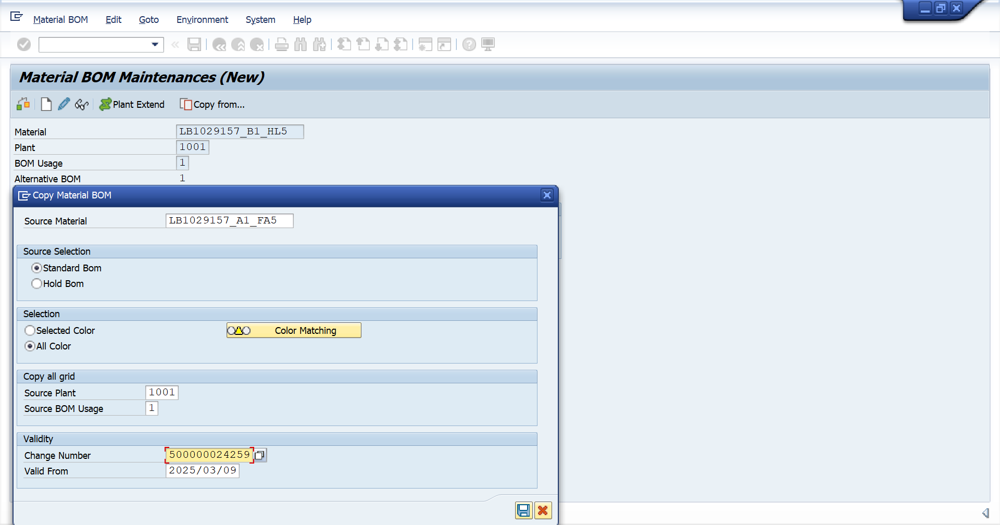 Material BOM Edit Goto Environment System Help
Material BOM Maintenances (New)
Plant Extend Copy from...
Material LB1029157_B1_HL5
Plant 1001
BOM Usage 1
Alternative BOM 1
Copy Material BOM
Source Material LB1029157_A1_FA5
Source Selection
Standard Bom
Hold Bom
Selection
Selected Color Color Matching
All Color
Copy all grid
Source Plant 1001
Source BOM Usage 1
Validity
Change Number 500000024259
Valid From 2025/03/09